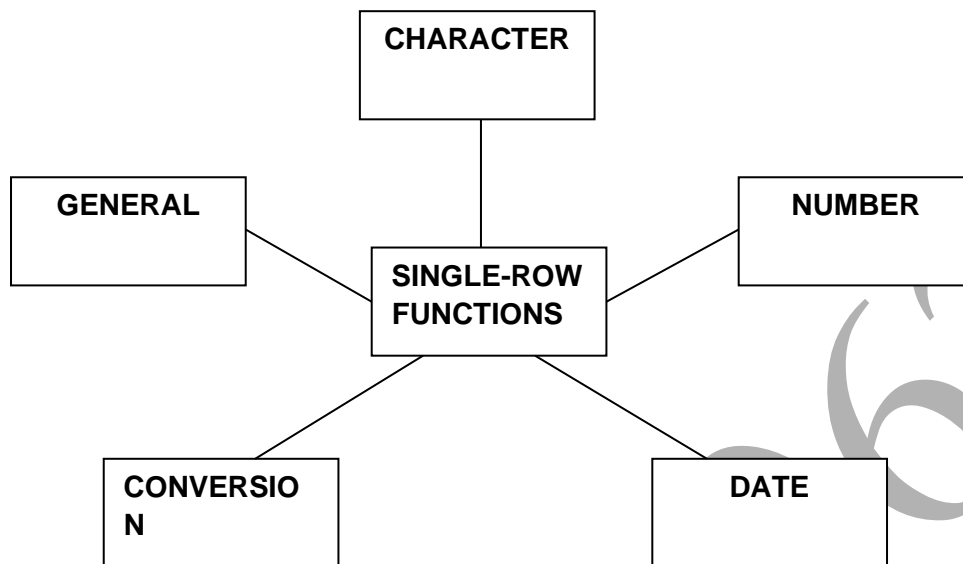 CHARACTER
GENERAL
NUMBER
SINGLE-ROW
FUNCTIONS
CONVERSIO
N
DATE